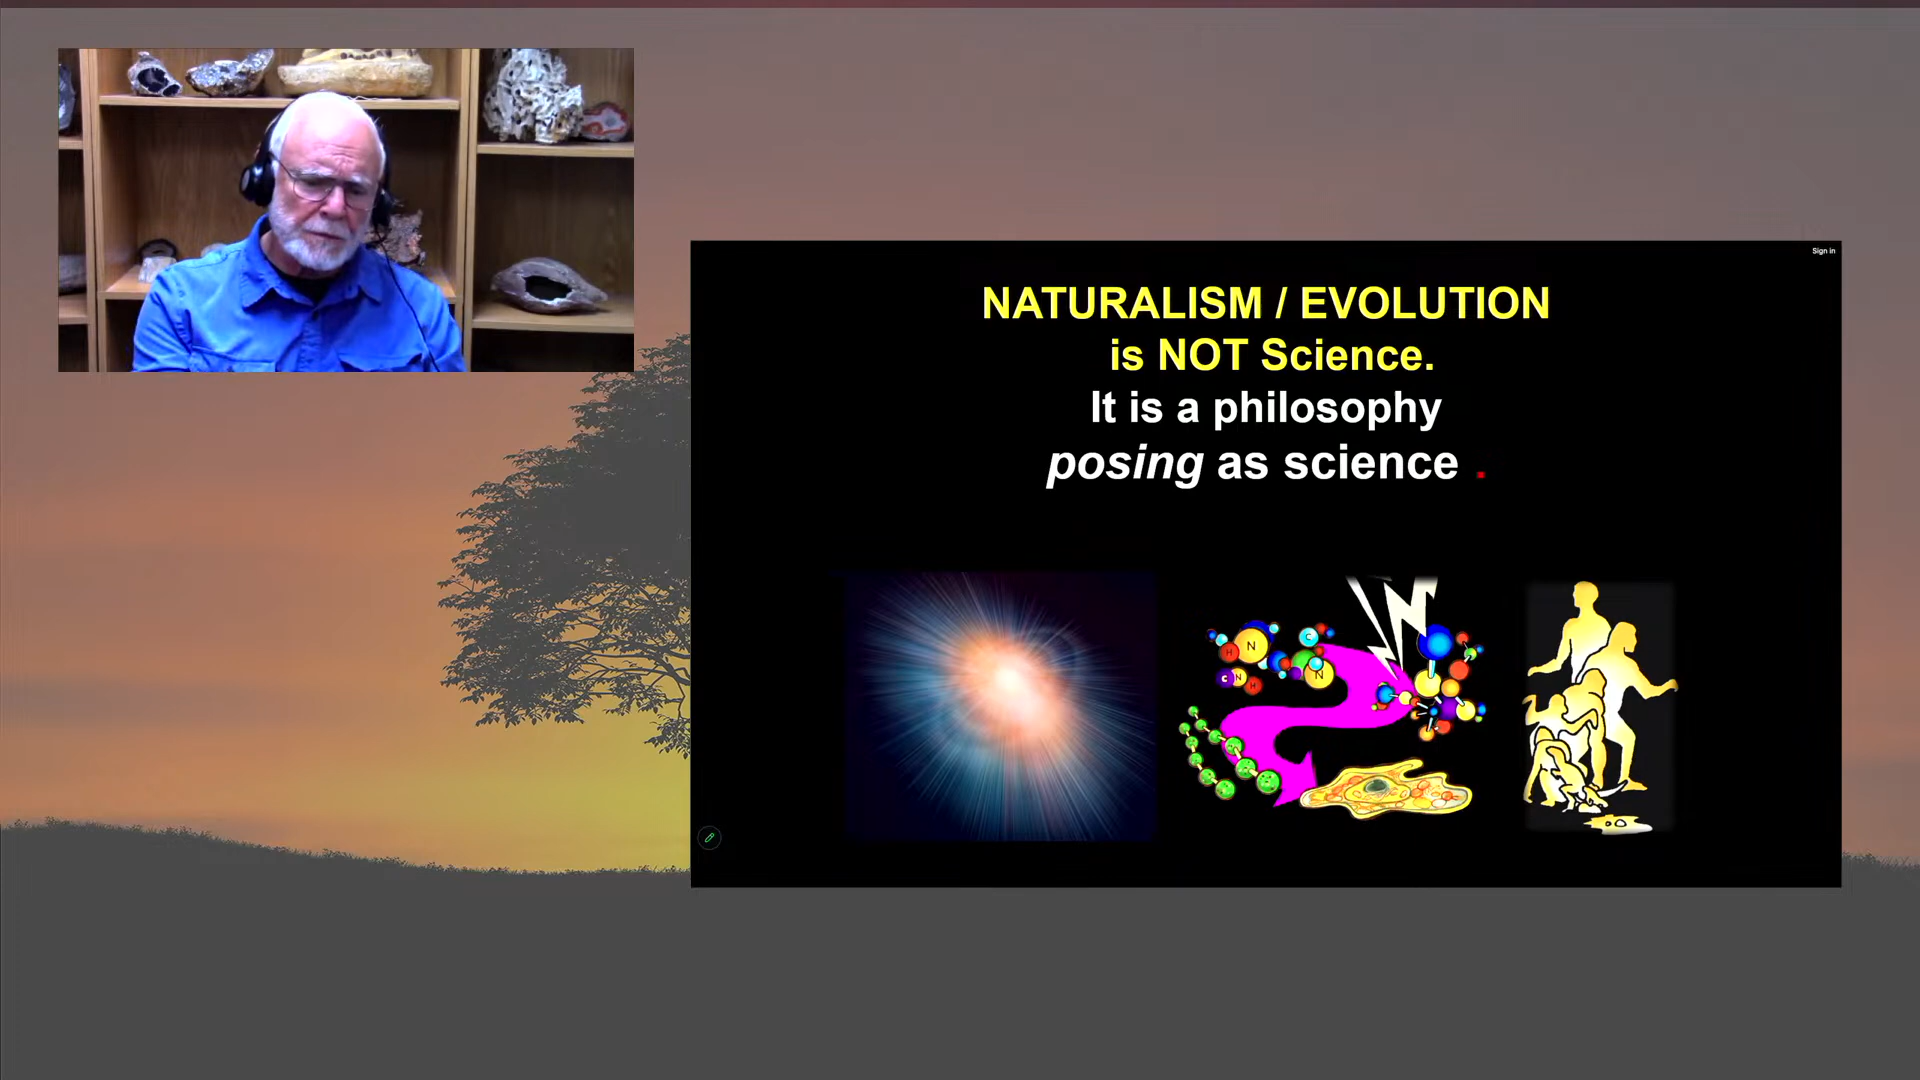 Sign in
NATURALISM / EVOLUTION
is NOT Science.
It is a philosophy
posing as science .
N
H
C
N
H
C
N